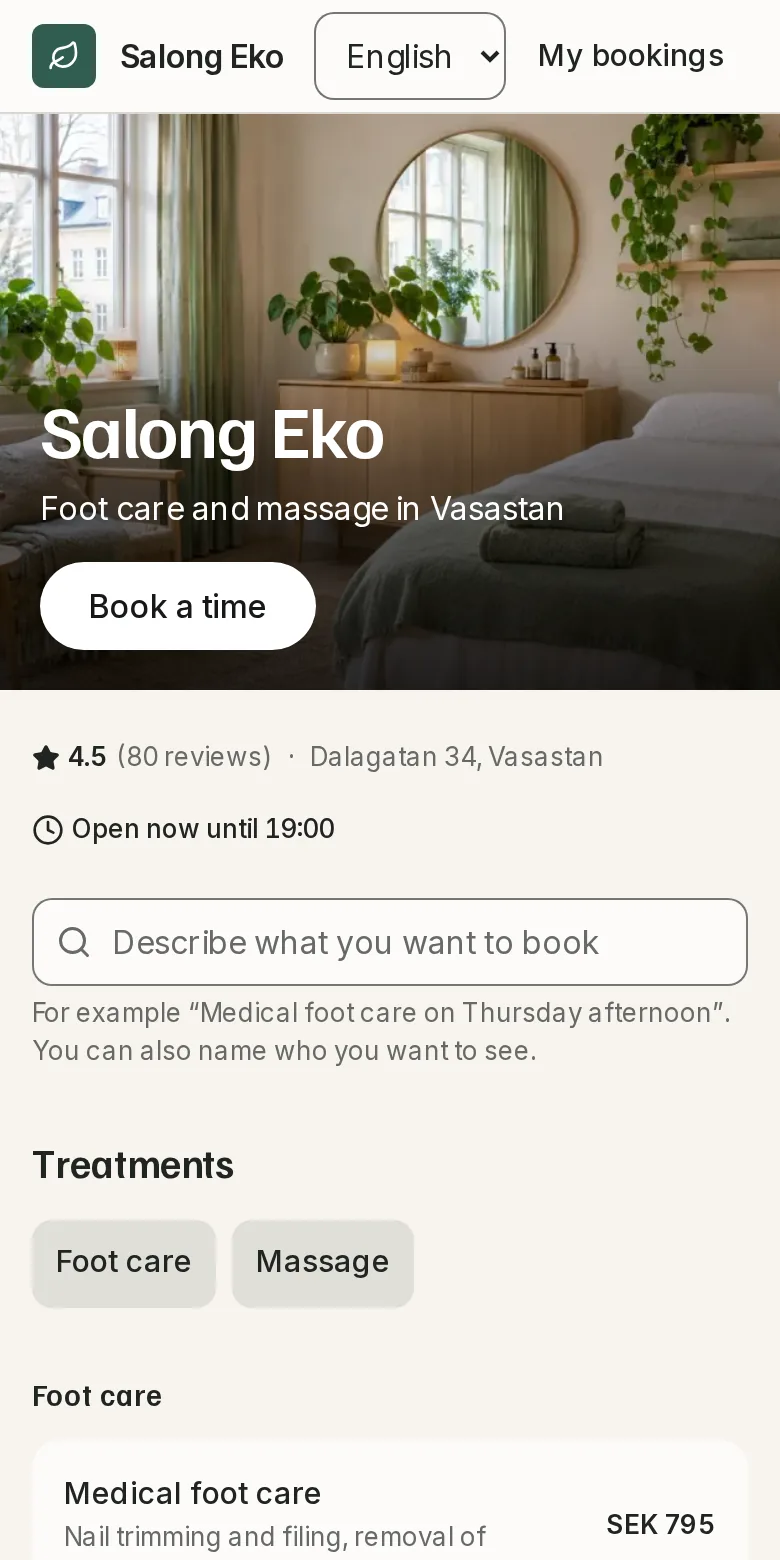 Salong Eko
English
My bookings
Salong Eko
Foot care and massage in Vasastan
Book a time
4.5 (80 reviews) · Dalagatan 34, Vasastan
Open now until 19:00
Describe what you want to book
For example “Medical foot care on Thursday afternoon”.
You can also name who you want to see.
Treatments
Foot care
Massage
Foot care
Medical foot care
SEK 795
Nail trimming and filing, removal of